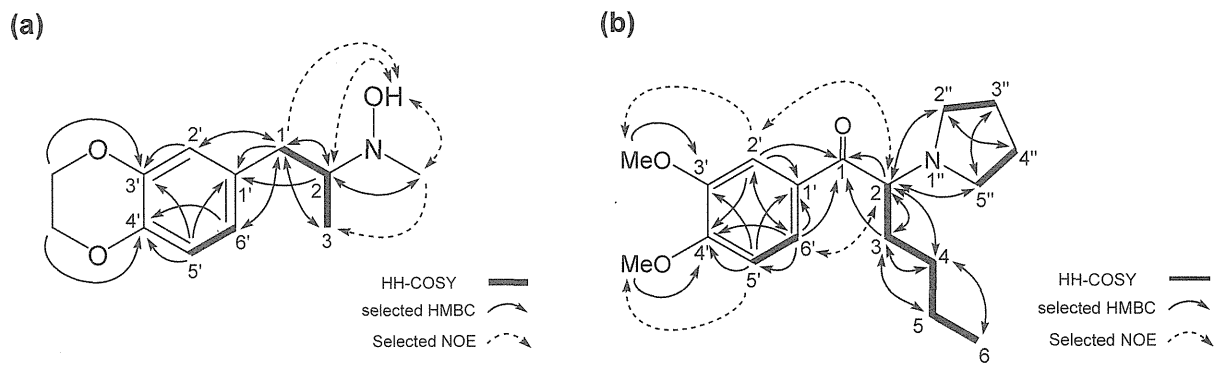 (a)
OH
O
2'
1
N
3'
1'
2
4'
6'
3
O
5'
HH-COSY
selected HMBC
Selected NOE
(b)
2''
3''
O
MeO
3'
2'
N
4''
1'
1
2
1''
5''
MeO
4'
6'
3
4
5'
5
6
HH-COSY
selected HMBC
Selected NOE